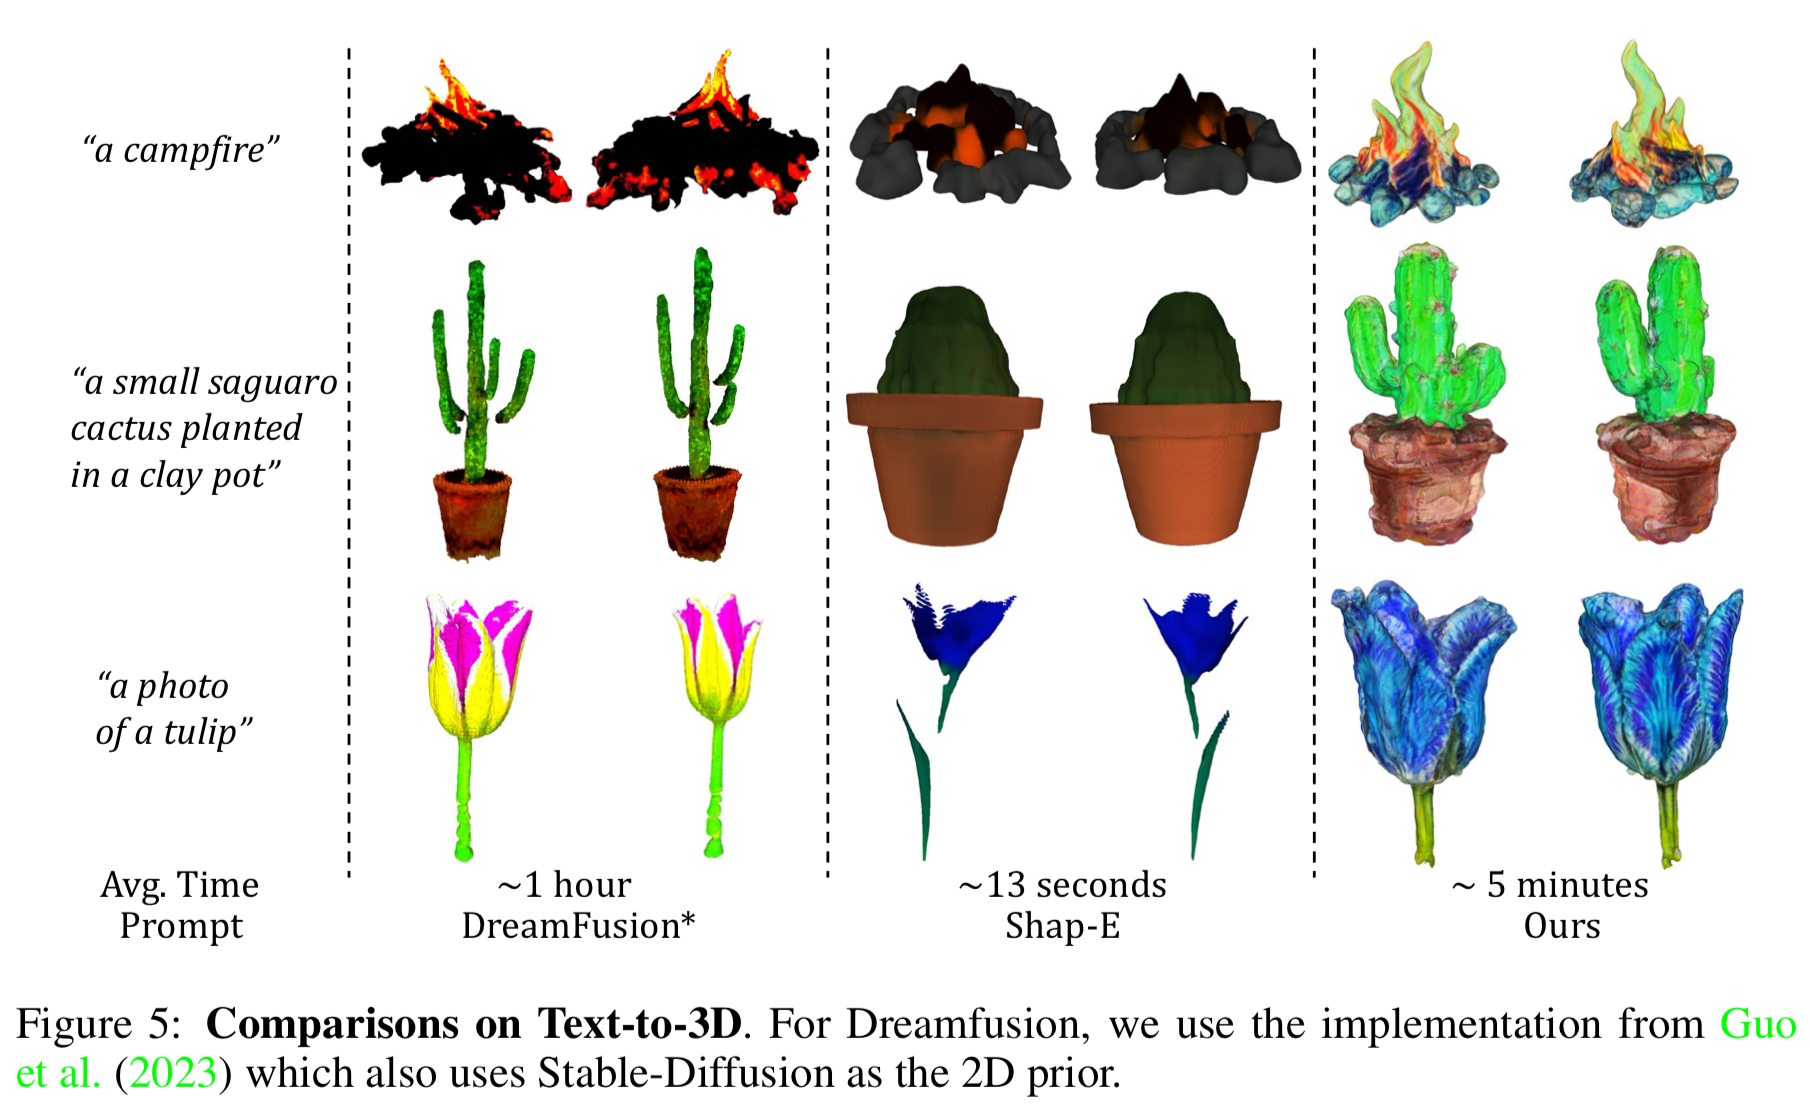 “a campfire”
“a small saguaro
cactus planted
in a clay pot”
“a photo
of a tulip”
Avg. Time ~1 hour ~13 seconds ~ 5 minutes
Prompt DreamFusion* Shap-E Ours
Figure 5: Comparisons on Text-to-3D. For Dreamfusion, we use the implementation from Guo
et al. (2023) which also uses Stable-Diffusion as the 2D prior.